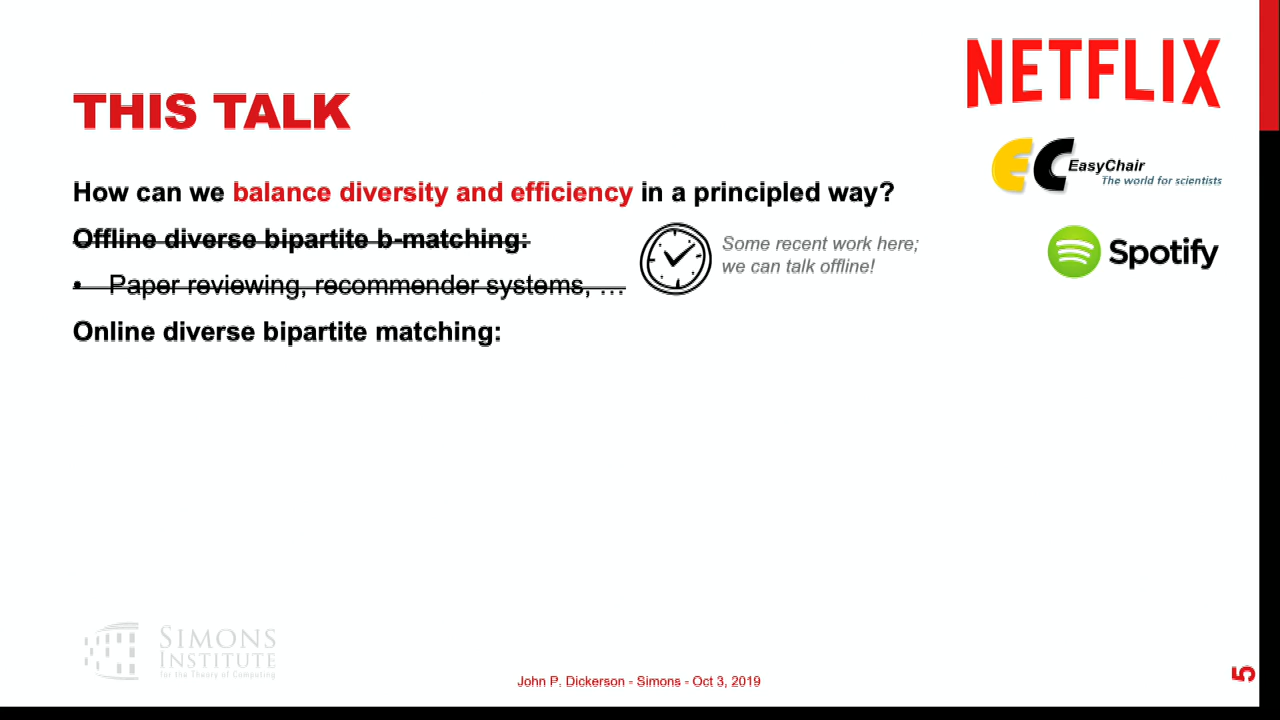 NETFLIX
THIS TALK
EasyChair
The world for scientists
How can we balance diversity and efficiency in a principled way?
Offline diverse bipartite b-matching:
Some recent work here;
we can talk offline!
Spotify
• Paper reviewing, recommender systems, …
Online diverse bipartite matching:
SIMONS
INSTITUTE
for the Theory of Computing
John P. Dickerson - Simons - Oct 3, 2019
5